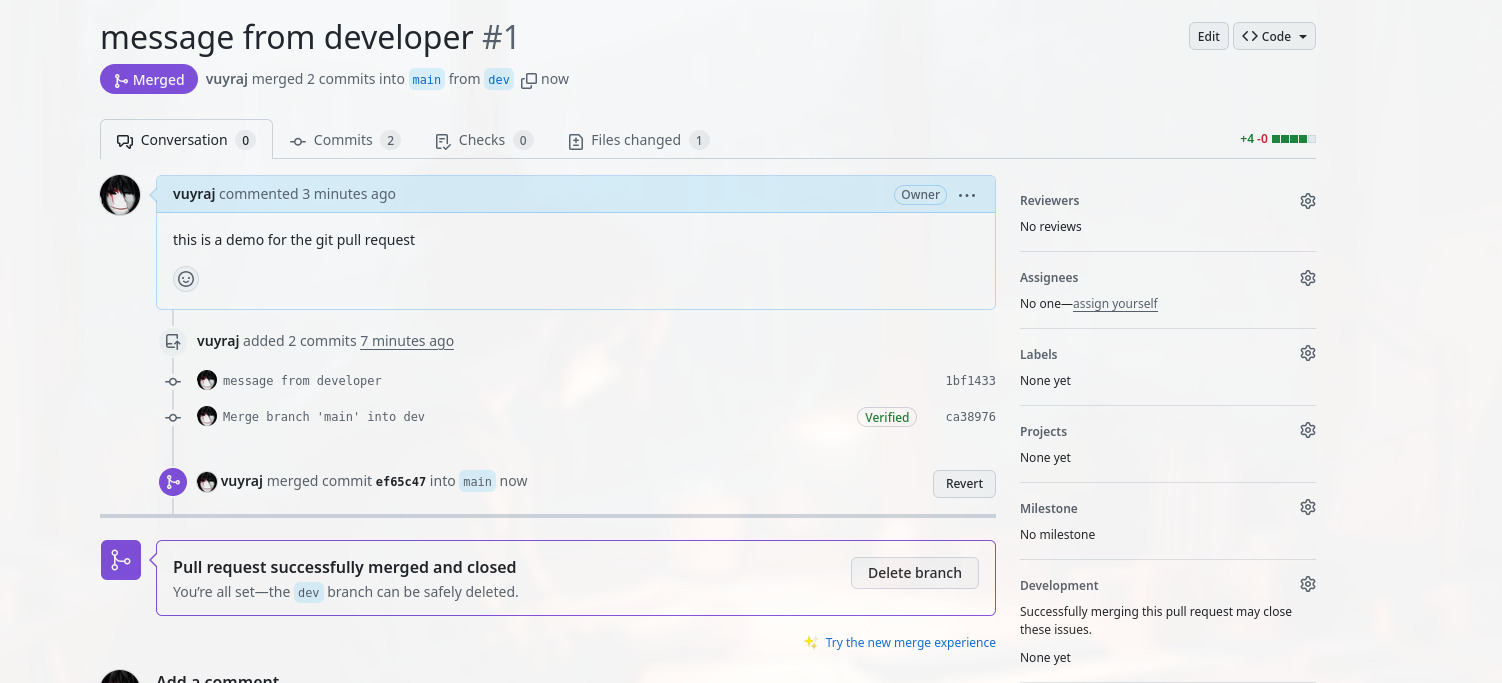 message from developer #1
Edit
Code
Merged
vuyraj merged 2 commits into main from dev now
Conversation 0
Commits 2
Checks 0
Files changed 1
+4 -0
vuyraj commented 3 minutes ago
Owner
this is a demo for the git pull request
vuyraj added 2 commits 7 minutes ago
message from developer
1bf1433
Merge branch 'main' into dev
Verified
ca38976
vuyraj merged commit ef65c47 into main now
Revert
Pull request successfully merged and closed
You're all set—the dev branch can be safely deleted.
Delete branch
Try the new merge experience
Add a comment
Reviewers
No reviews
Assignees
No one—assign yourself
Labels
None yet
Projects
None yet
Milestone
No milestone
Development
Successfully merging this pull request may close
these issues.
None yet